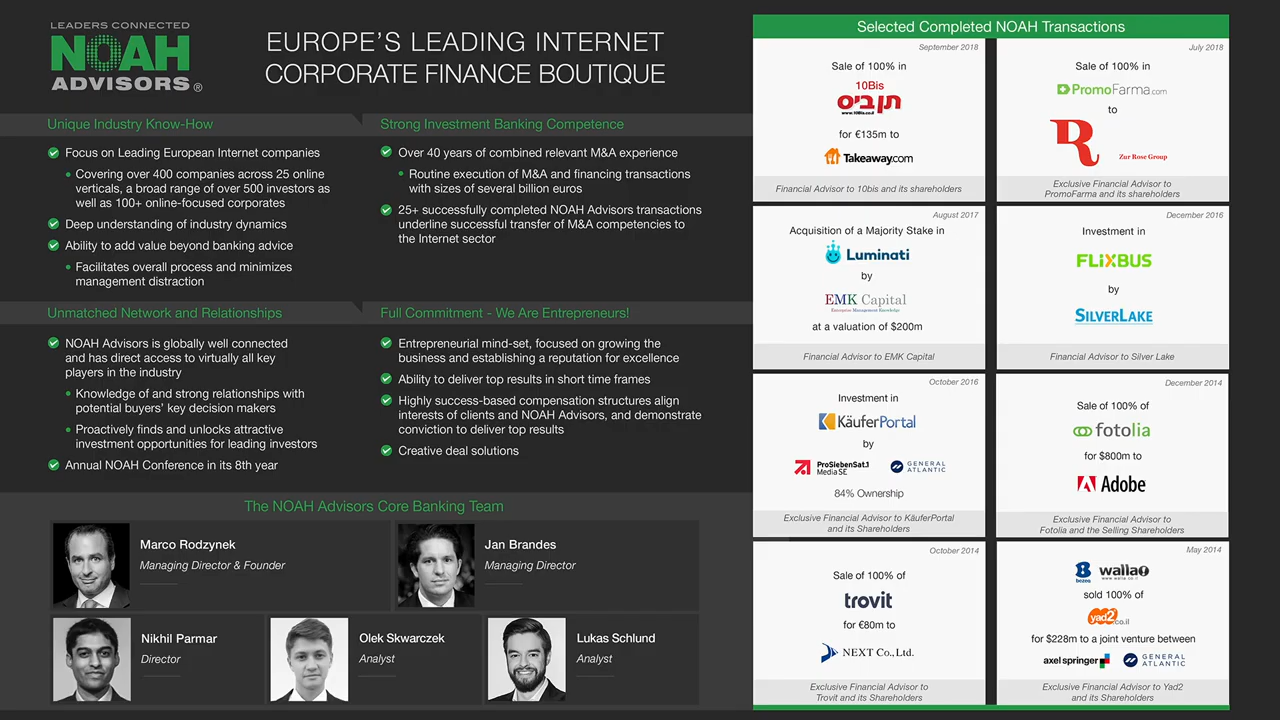 LEADERS CONNECTED
NOAH
ADVISORS®
EUROPE'S LEADING INTERNET
CORPORATE FINANCE BOUTIQUE
Unique Industry Know-How
Focus on Leading European Internet companies
Covering over 400 companies across 25 online
verticals, a broad range of over 500 investors as
well as 100+ online-focused corporates
Deep understanding of industry dynamics
Ability to add value beyond banking advice
Facilitates overall process and minimizes
management distraction
Strong Investment Banking Competence
Over 40 years of combined relevant M&A experience
Routine execution of M&A and financing transactions
with sizes of several billion euros
25+ successfully completed NOAH Advisors transactions
underline successful transfer of M&A competencies to
the Internet sector
Unmatched Network and Relationships
NOAH Advisors is globally well connected
and has direct access to virtually all key
players in the industry
Knowledge of and strong relationships with
potential buyers' key decision makers
Proactively find and unlocks attractive
investment opportunities for leading investors
Annual NOAH Conference in its 8th year
Full Commitment - We Are Entrepreneurs!
Entrepreneurial mind-set, focused on growing the
business and establishing a reputation for excellence
Ability to deliver top results in short time frames
Highly success-based compensation structures align
interests of clients and NOAH Advisors, and demonstrate
conviction to deliver top results
Creative deal solutions
The NOAH Advisors Core Banking Team
Marco Rodzynek
Managing Director & Founder
Jan Brandes
Managing Director
Nikhil Parmar
Director
Olek Skwarczek
Analyst
Lukas Schlund
Analyst
Selected Completed NOAH Transactions
September 2018
Sale of 100% in
10Bis
תן ביס
www.10Bis.co.il
for €135m to
Takeaway.com
Financial Advisor to 10bis and its shareholders
July 2018
Sale of 100% in
PromoFarma.com
to
R
Zur Rose Group
Exclusive Financial Advisor to
PromoFarma and its shareholders
August 2017
Acquisition of a Majority Stake in
Luminati
by
EMK Capital
Enterprise Management Knowledge
at a valuation of $200m
Financial Advisor to EMK Capital
December 2016
Investment in
FLiXBUS
by
SILVERLAKE
Financial Advisor to Silver Lake
October 2016
Investment in
KäuferPortal
by
ProSiebenSat.1
Media SE
GENERAL
ATLANTIC
84% Ownership
Exclusive Financial Advisor to KäuferPortal
and its Shareholders
December 2014
Sale of 100% of
fotolia
for $800m to
Adobe
Exclusive Financial Advisor to
Fotolia and the Selling Shareholders
October 2014
Sale of 100% of
trovit
for €80m to
NEXT Co., Ltd.
Exclusive Financial Advisor to
Trovit and its Shareholders
May 2014
B
bezeq
walla!
www.walla.co.il
sold 100% of
yad2.co.il
for $228m to a joint venture between
axel springer
GENERAL
ATLANTIC
Exclusive Financial Advisor to Yad2
and its Shareholders